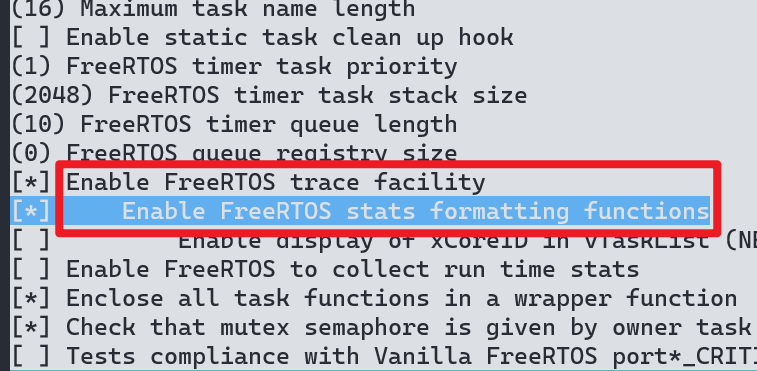 (16) Maximum task name length
[ ] Enable static task clean up hook
(1) FreeRTOS timer task priority
(2048) FreeRTOS timer task stack size
(10) FreeRTOS timer queue length
(0) FreeRTOS queue registry size
[*] Enable FreeRTOS trace facility
[*]     Enable FreeRTOS stats formatting functions
[ ]         Enable display of xCoreID in vTaskList (NE
[ ] Enable FreeRTOS to collect run time stats
[*] Enclose all task functions in a wrapper function
[*] Check that mutex semaphore is given by owner task
[ ] Tests compliance with Vanilla FreeRTOS port*_CRITI